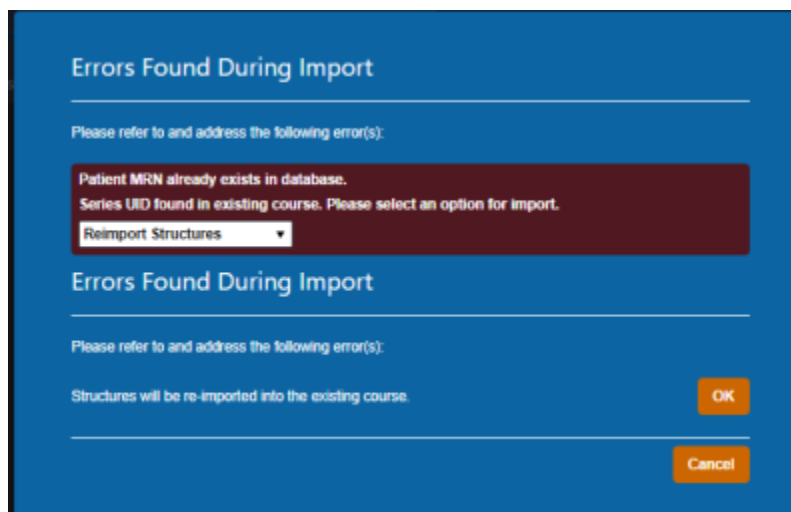 Errors Found During Import
Please refer to and address the following error(s):
Patient MRN already exists in database.
Series UID found in existing course. Please select an option for import.
Reimport Structures
Errors Found During Import
Please refer to and address the following error(s):
Structures will be re-imported into the existing course.
OK
Cancel